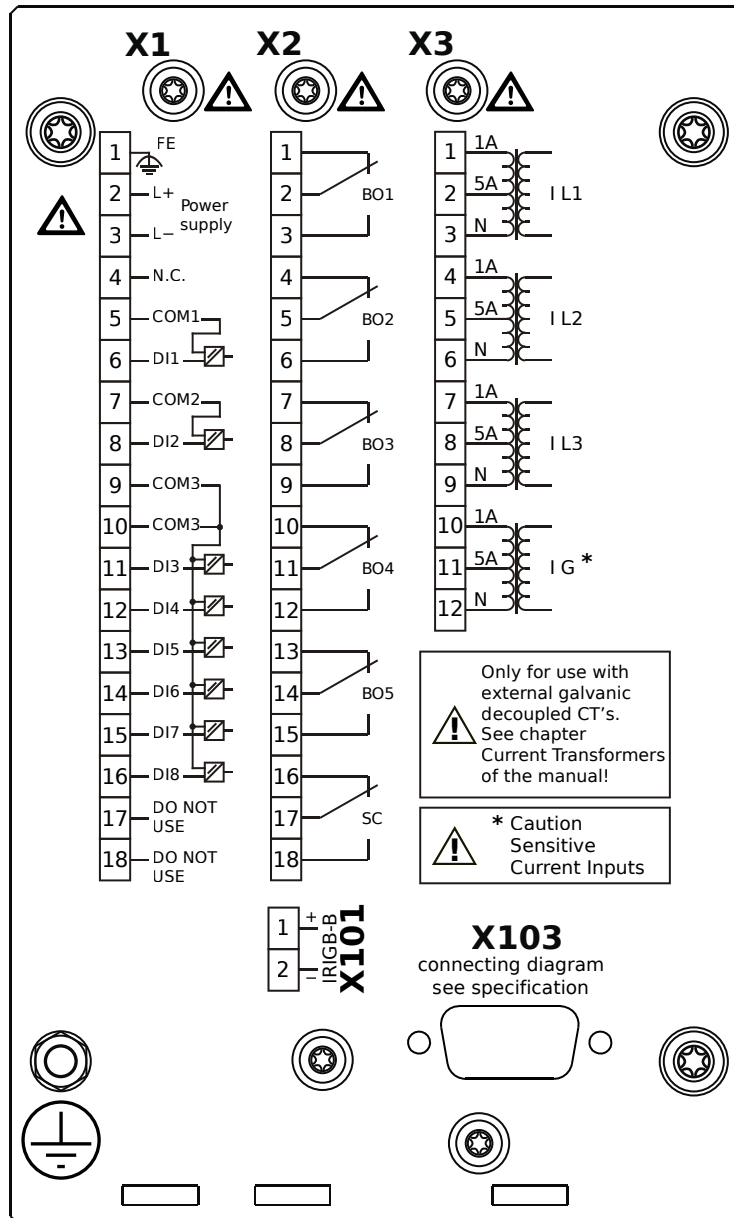 X1 X2 X3
1 FE
2 L+ Power
supply
3 L−
4 N.C.
5 COM1
6 DI1
7 COM2
8 DI2
9 COM3
10 COM3
11 DI3
12 DI4
13 DI5
14 DI6
15 DI7
16 DI8
17 DO NOT
USE
18 DO NOT
USE
1
2 BO1
3
4
5 BO2
6
7
8 BO3
9
10
11 BO4
12
13
14 BO5
15
16
17 SC
18
1 1A
2 5A I L1
3 N
4 1A
5 5A I L2
6 N
7 1A
8 5A I L3
9 N
10 1A
11 5A I G *
12 N
Only for use with
external galvanic
decoupled CT's.
See chapter
Current Transformers
of the manual!
* Caution
Sensitive
Current Inputs
1 +
2 −
IRIGB-B
X101
X103
connecting diagram
see specification